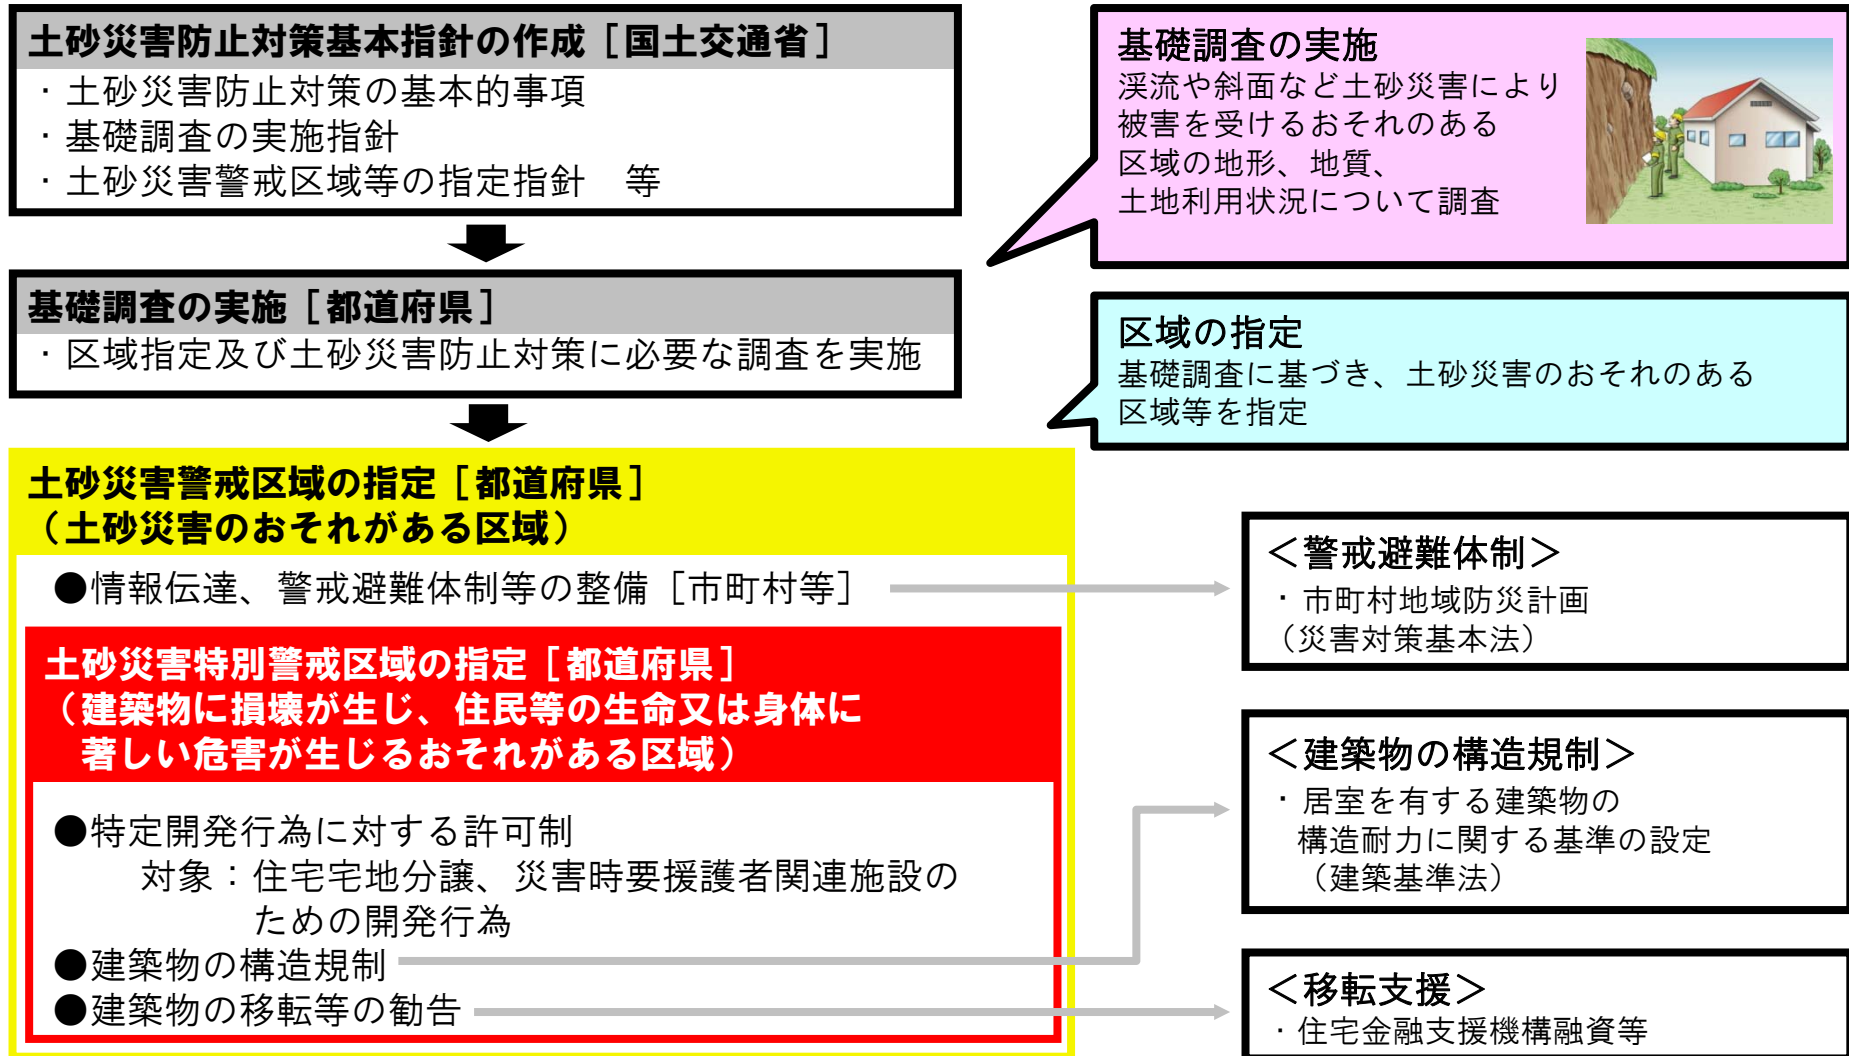 土砂災害防止対策基本指針の作成［国土交通省］
・土砂災害防止対策の基本的事項
・基礎調査の実施指針
・土砂災害警戒区域等の指定指針　等
基礎調査の実施［都道府県］
・区域指定及び土砂災害防止対策に必要な調査を実施
土砂災害警戒区域の指定［都道府県］
（土砂災害のおそれがある区域）
●情報伝達、警戒避難体制等の整備［市町村等］
土砂災害特別警戒区域の指定［都道府県］
（建築物に損壊が生じ、住民等の生命又は身体に
著しい危害が生じるおそれがある区域）
●特定開発行為に対する許可制
対象：住宅宅地分譲、災害時要援護者関連施設の
ための開発行為
●建築物の構造規制
●建築物の移転等の勧告
基礎調査の実施
渓流や斜面など土砂災害により
被害を受けるおそれのある
区域の地形、地質、
土地利用状況について調査
区域の指定
基礎調査に基づき、土砂災害のおそれのある
区域等を指定
＜警戒避難体制＞
・市町村地域防災計画
（災害対策基本法）
＜建築物の構造規制＞
・居室を有する建築物の
構造耐力に関する基準の設定
（建築基準法）
＜移転支援＞
・住宅金融支援機構融資等